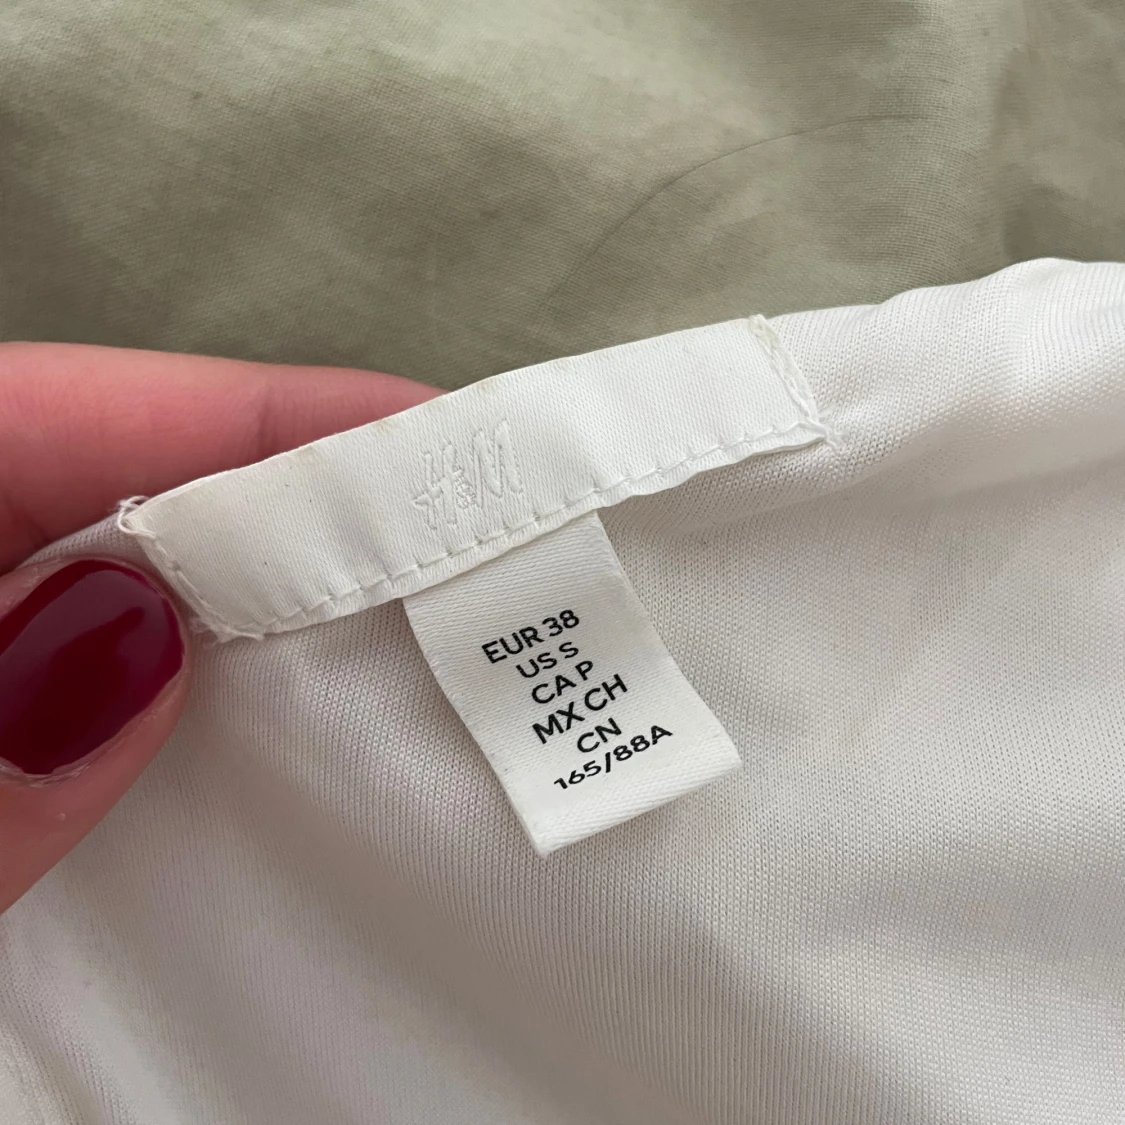 H&M
EUR 38
US S
CA P
MX CH
CN
165/88A